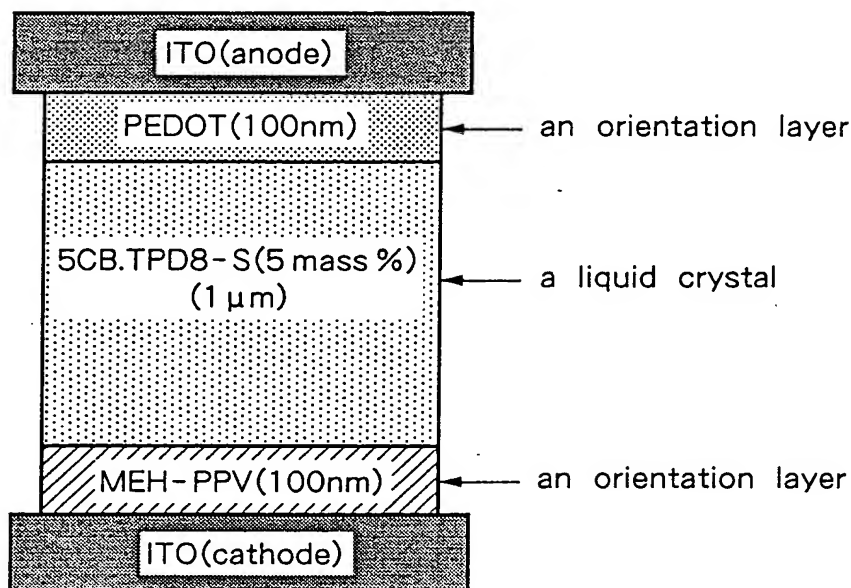 ITO(anode)
PEDOT(100nm)
an orientation layer
5CB.TPD8-S(5 mass %)
(1 μm)
a liquid crystal
MEH-PPV(100nm)
an orientation layer
ITO(cathode)